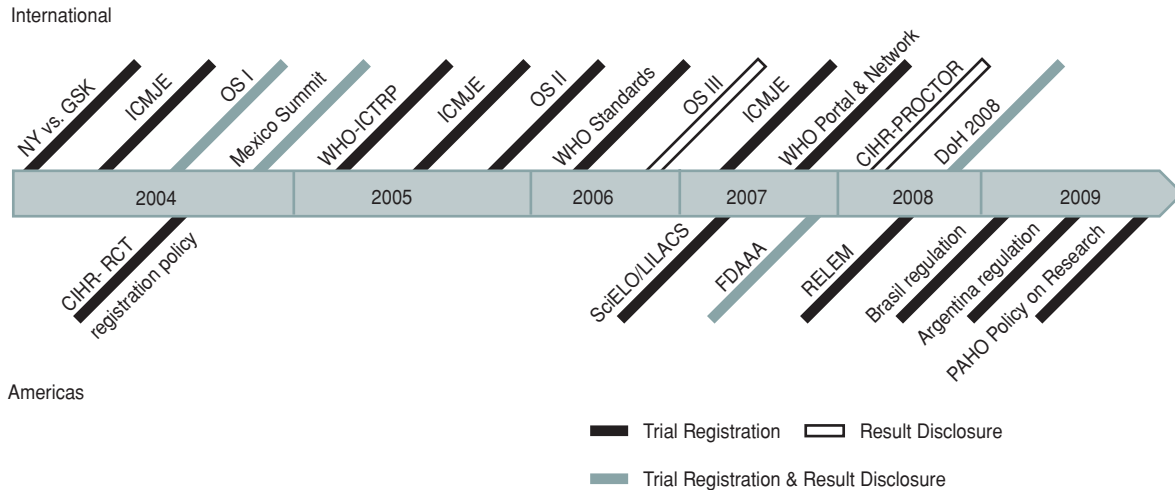 International
NY vs. GSK
ICMJE
OS I
Mexico Summit
WHO-ICTRP
ICMJE
OS II
WHO Standards
OS III
ICMJE
WHO Portal & Network
CIHR-PROCTOR
DoH 2008
2004
2005
2006
2007
2008
2009
CIHR- RCT
registration policy
SciELO/LILACS
FDAAA
RELEM
Brasil regulation
Argentina regulation
PAHO Policy on Research
Americas
Trial Registration
Result Disclosure
Trial Registration & Result Disclosure